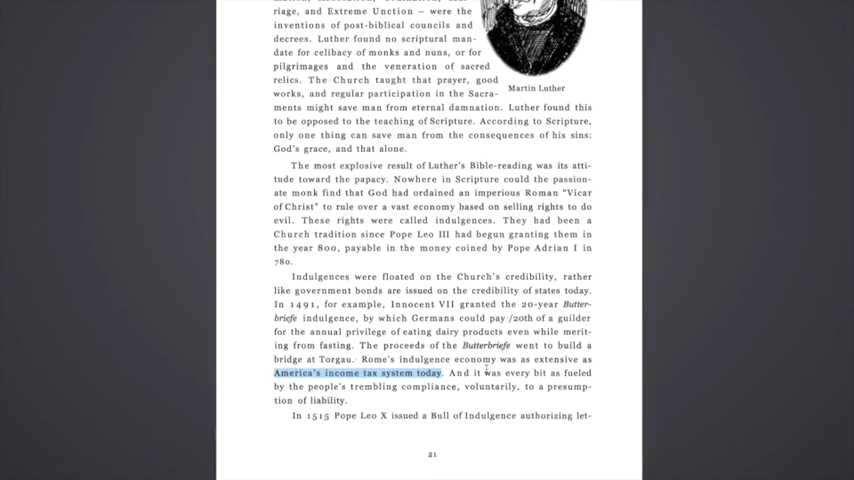 riage, and Extreme Unction – were the
inventions of post-biblical councils and
decrees. Luther found no scriptural man-
date for celibacy of monks and nuns, or for
pilgrimages and the veneration of sacred
relics. The Church taught that prayer, good
works, and regular participation in the Sacra-
ments might save man from eternal damnation. Luther found this
to be opposed to the teaching of Scripture. According to Scripture,
only one thing can save man from the consequences of his sins:
God's grace, and that alone.
Martin Luther
The most explosive result of Luther's Bible-reading was its atti-
tude toward the papacy. Nowhere in Scripture could the passion-
ate monk find that God had ordained an imperious Roman “Vicar
of Christ” to rule over a vast economy based on selling rights to do
evil. These rights were called indulgences. They had been a
Church tradition since Pope Leo III had begun granting them in
the year 800, payable in the money coined by Pope Adrian I in
780.
Indulgences were floated on the Church's credibility, rather
like government bonds are issued on the credibility of states today.
In 1491, for example, Innocent VII granted the 20-year Butter-
briefe indulgence, by which Germans could pay /20th of a guilder
for the annual privilege of eating dairy products even while merit-
ing from fasting. The proceeds of the Butterbriefe went to build a
bridge at Torgau. Rome's indulgence economy was as extensive as
America's income tax system today. And it was every bit as fueled
by the people's trembling compliance, voluntarily, to a presump-
tion of liability.
In 1515 Pope Leo X issued a Bull of Indulgence authorizing let-
21